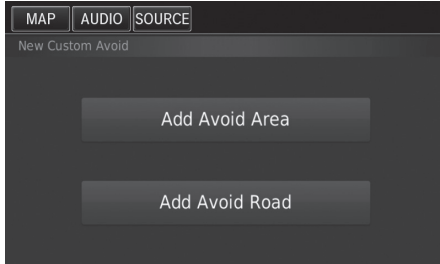 MAP AUDIO SOURCE
New Custom Avoid
Add Avoid Area
Add Avoid Road